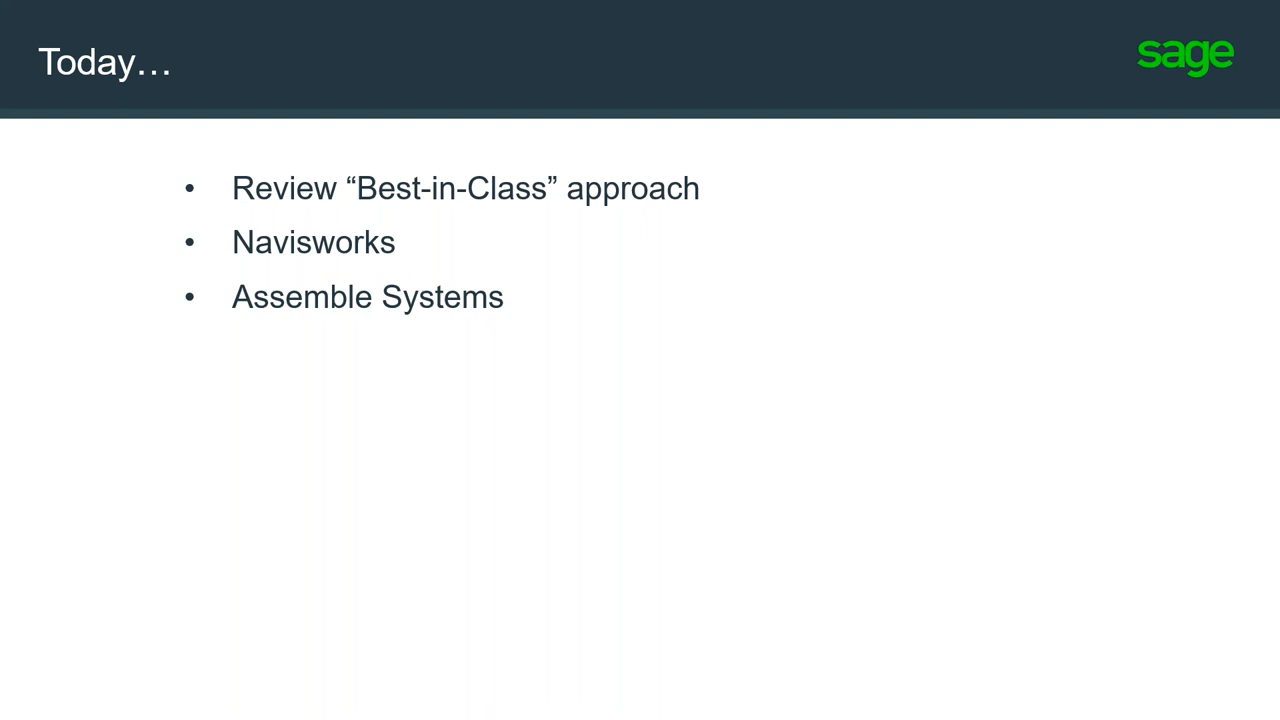 Today…
sage
• Review “Best-in-Class” approach
• Navisworks
• Assemble Systems